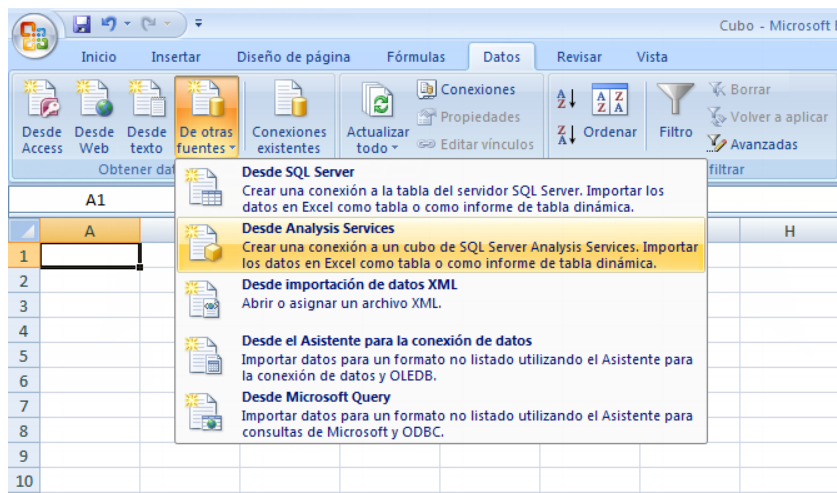 Cubo - Microsoft
Inicio Insertar Diseño de página Fórmulas Datos Revisar Vista
Desde Access
Desde Web
Desde texto
De otras fuentes
Conexiones existentes
Actualizar todo
Conexiones
Propiedades
Editar vínculos
Ordenar
Filtro
Borrar
Volver a aplicar
Avanzadas
Obtener dat
filtrar
A1
A H
Desde SQL Server
Crear una conexión a la tabla del servidor SQL Server. Importar los
datos en Excel como tabla o como informe de tabla dinámica.
Desde Analysis Services
Crear una conexión a un cubo de SQL Server Analysis Services. Importar
los datos en Excel como tabla o como informe de tabla dinámica.
Desde importación de datos XML
Abrir o asignar un archivo XML.
Desde el Asistente para la conexión de datos
Importar datos para un formato no listado utilizando el Asistente para
la conexión de datos y OLEDB.
Desde Microsoft Query
Importar datos para un formato no listado utilizando el Asistente para
consultas de Microsoft y ODBC.
1
2
3
4
5
6
7
8
9
10